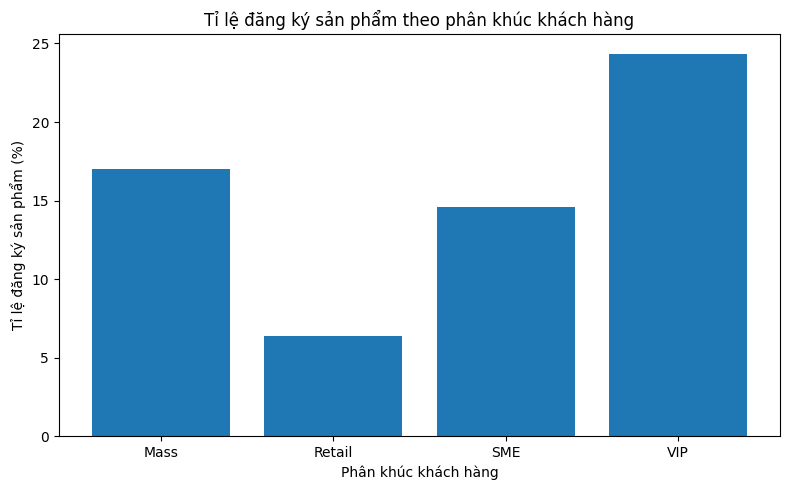 Tỉ lệ đăng ký sản phẩm theo phân khúc khách hàng
Tỉ lệ đăng ký sản phẩm (%)
25
20
15
10
5
0
Mass Retail SME VIP
Phân khúc khách hàng